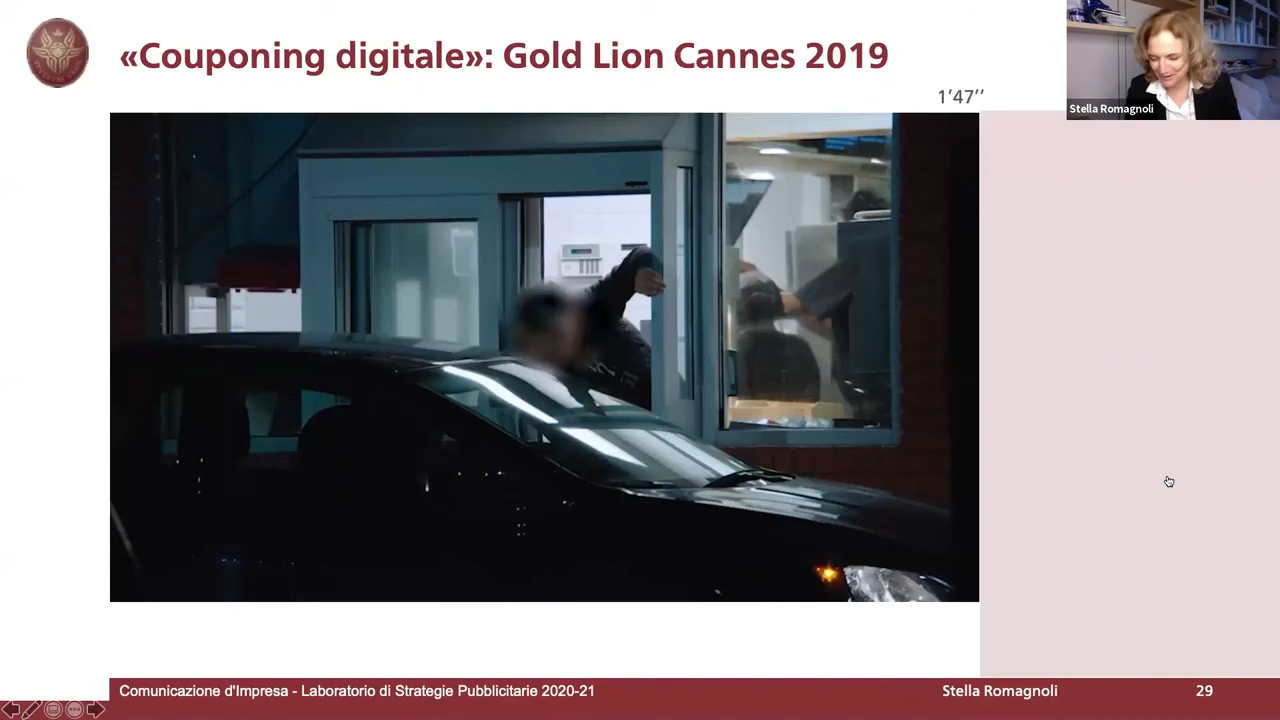 «Couponing digitale»: Gold Lion Cannes 2019
1’47’’
Stella Romagnoli
Comunicazione d'Impresa - Laboratorio di Strategie Pubblicitarie 2020-21
Stella Romagnoli
29